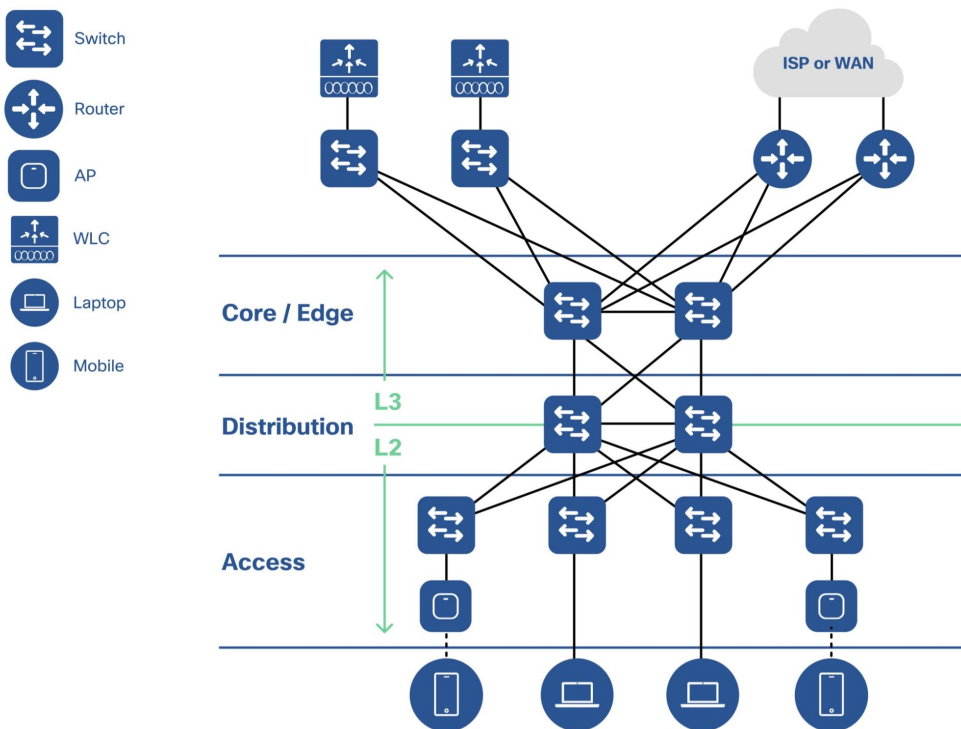 Switch
Router
AP
WLC
Laptop
Mobile
ISP or WAN
Core / Edge
L3
Distribution
L2
Access